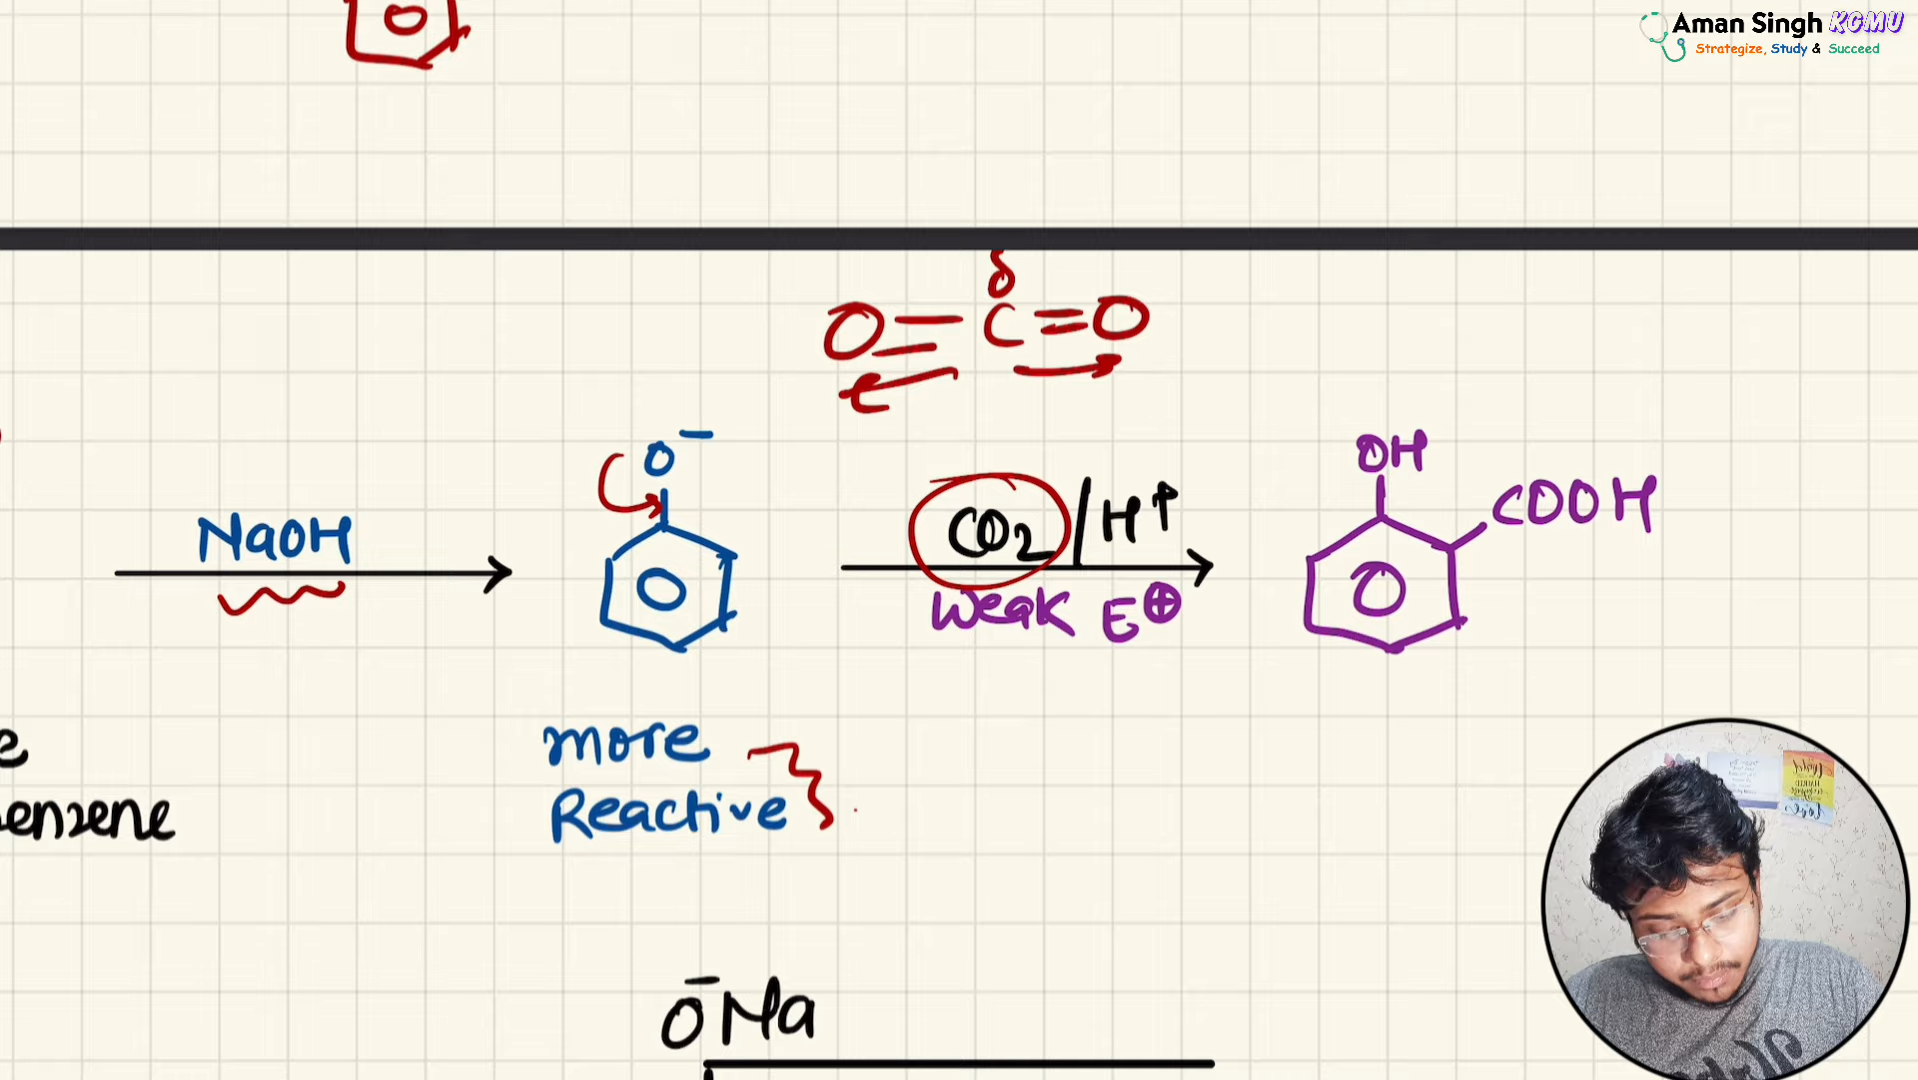 Aman Singh KGMU
Strategize, Study & Succeed
δ
O=C=O
O⁻
OH
COOH
NaOH
CO2/H⁺
Weak E⊕
more
Reactive
e
enzene
ŌNa